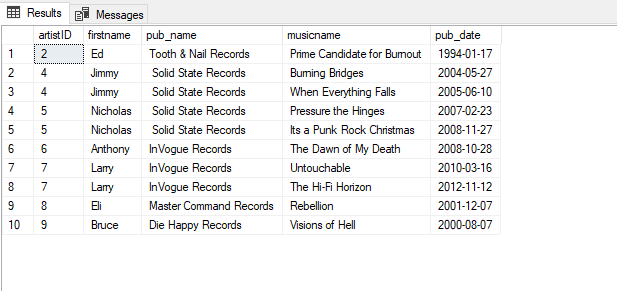 Results Messages
artistID firstname pub_name musicname pub_date
1 2 Ed Tooth & Nail Records Prime Candidate for Burnout 1994-01-17
2 4 Jimmy Solid State Records Burning Bridges 2004-05-27
3 4 Jimmy Solid State Records When Everything Falls 2005-06-10
4 5 Nicholas Solid State Records Pressure the Hinges 2007-02-23
5 5 Nicholas Solid State Records Its a Punk Rock Christmas 2008-11-27
6 6 Anthony InVogue Records The Dawn of My Death 2008-10-28
7 7 Larry InVogue Records Untouchable 2010-03-16
8 7 Larry InVogue Records The Hi-Fi Horizon 2012-11-12
9 8 Eli Master Command Records Rebellion 2001-12-07
10 9 Bruce Die Happy Records Visions of Hell 2000-08-07